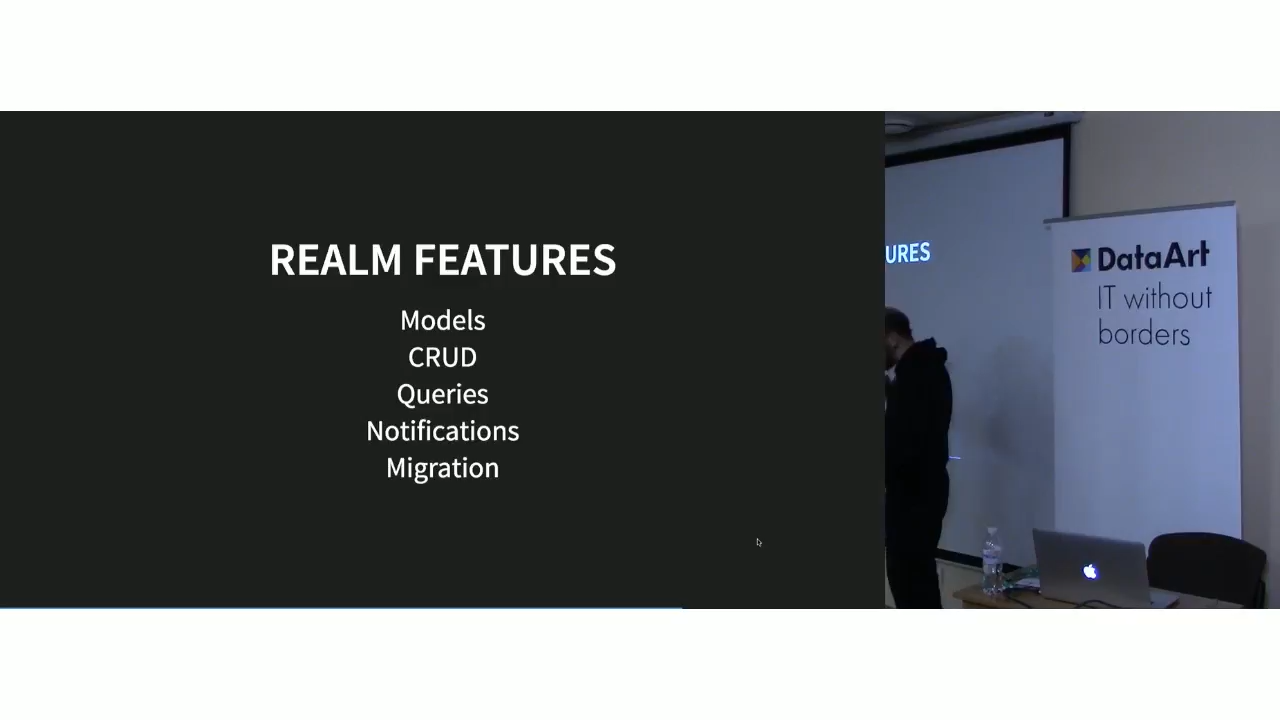 REALM FEATURES
Models
CRUD
Queries
Notifications
Migration
URES
DataArt
IT without
borders